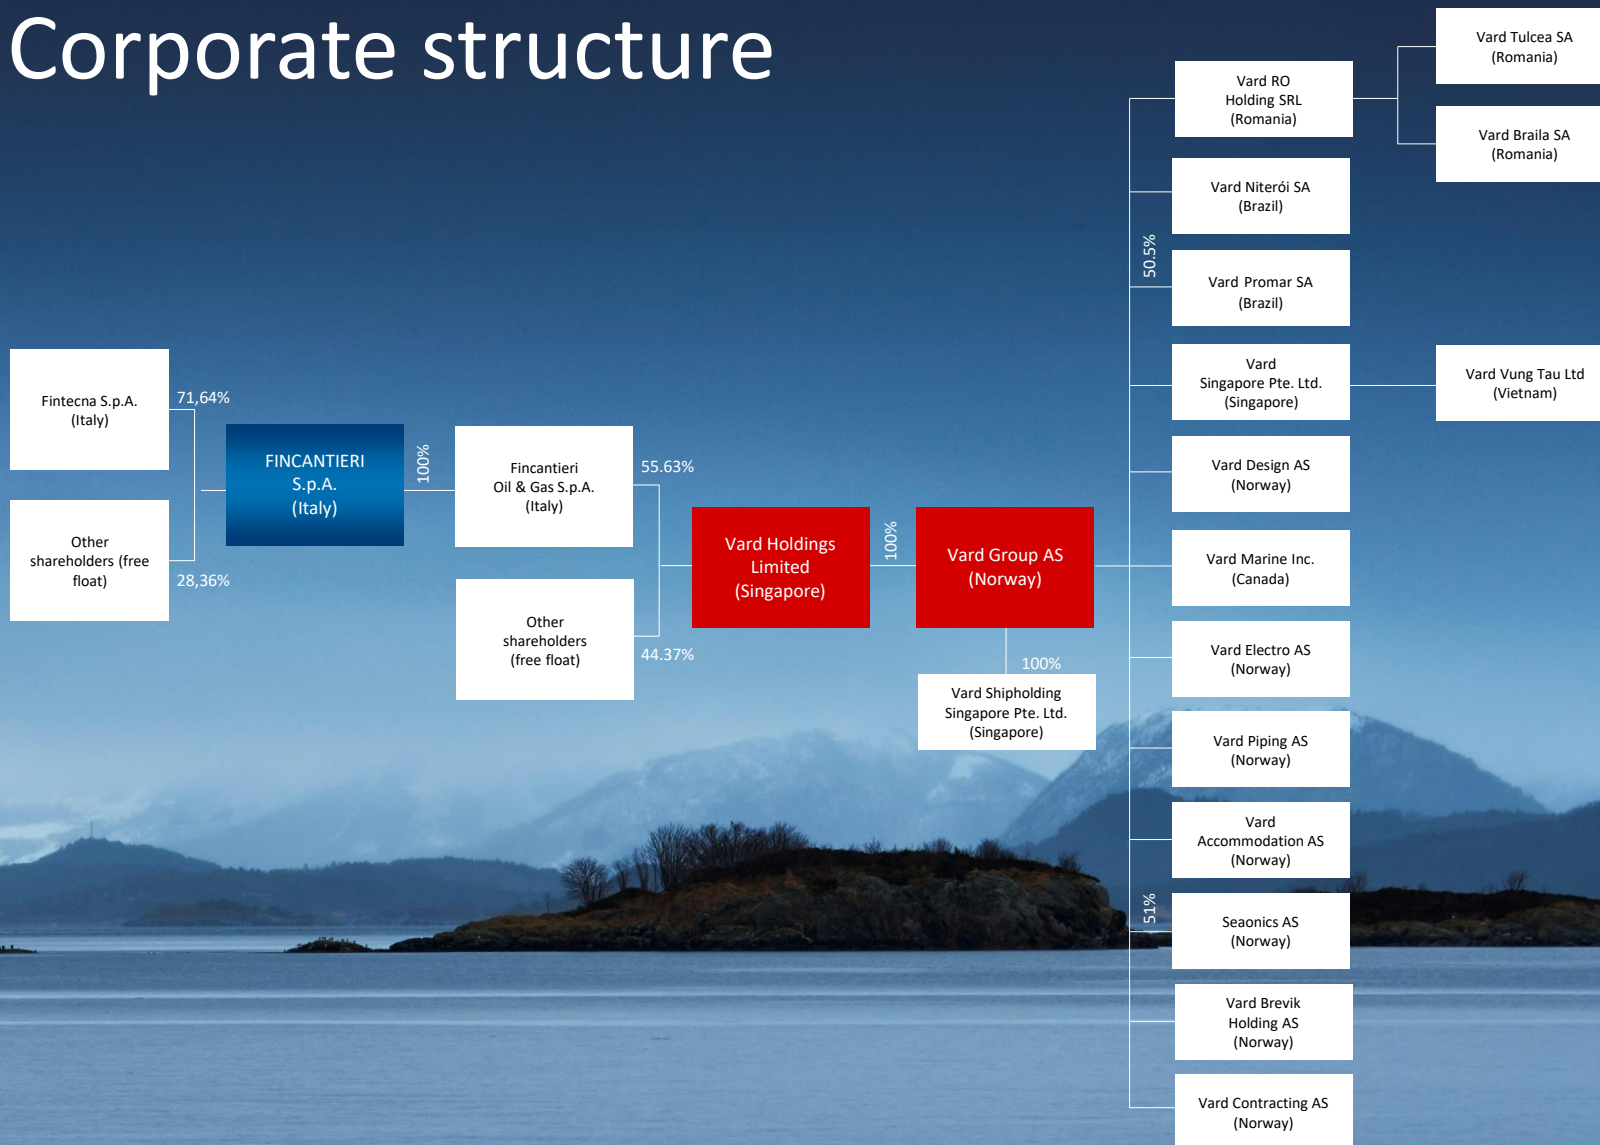 Corporate structure
Fintecna S.p.A.
(Italy)
71,64%
Other
shareholders (free
float)
28,36%
FINCANTIERI
S.p.A.
(Italy)
100%
Fincantieri
Oil & Gas S.p.A.
(Italy)
55.63%
Other
shareholders
(free float)
44.37%
Vard Holdings
Limited
(Singapore)
100%
Vard Group AS
(Norway)
100%
Vard Shipholding
Singapore Pte. Ltd.
(Singapore)
Vard RO
Holding SRL
(Romania)
Vard Tulcea SA
(Romania)
Vard Braila SA
(Romania)
Vard Niterói SA
(Brazil)
50.5%
Vard Promar SA
(Brazil)
Vard
Singapore Pte. Ltd.
(Singapore)
Vard Vung Tau Ltd
(Vietnam)
Vard Design AS
(Norway)
Vard Marine Inc.
(Canada)
Vard Electro AS
(Norway)
Vard Piping AS
(Norway)
Vard
Accommodation AS
(Norway)
51%
Seaonics AS
(Norway)
Vard Brevik
Holding AS
(Norway)
Vard Contracting AS
(Norway)